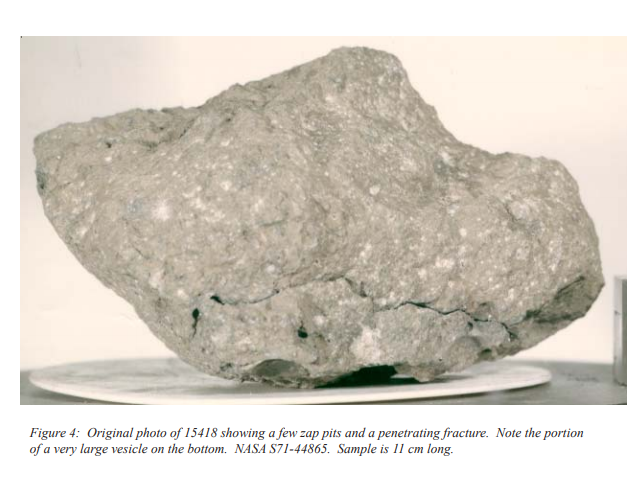 Figure 4:  Original photo of 15418 showing a few zap pits and a penetrating fracture.  Note the portion
of a very large vesicle on the bottom.  NASA S71-44865.  Sample is 11 cm long.